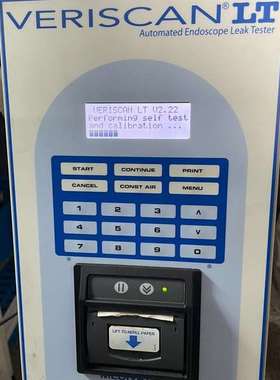 VERISCAN® LT
Automated Endoscope Leak Tester
VERISCAN LT V2.22
Performing self test
and calibration ...
START CONTINUE PRINT
CANCEL CONST AIR MENU
1 2 3 ∧
4 5 6 ∨
7 8 9 0
LIFT TO REFILL PAPER